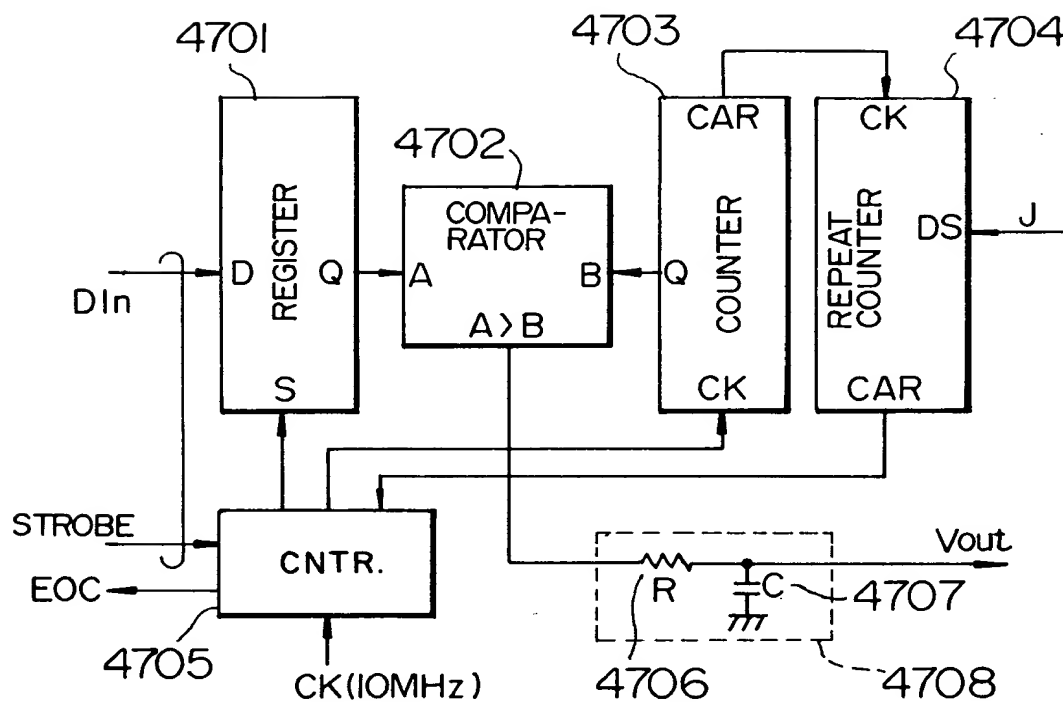 4701
4703
4704
CAR
CK
4702
COMPA-
RATOR
REGISTER
COUNTER
REPEAT
COUNTER
DS
J
D
Q
A
B
Q
DIn
A > B
S
CK
CAR
STROBE
CNTR.
Vout
EOC
R
C
4707
4705
CK(10MHz)
4706
4708